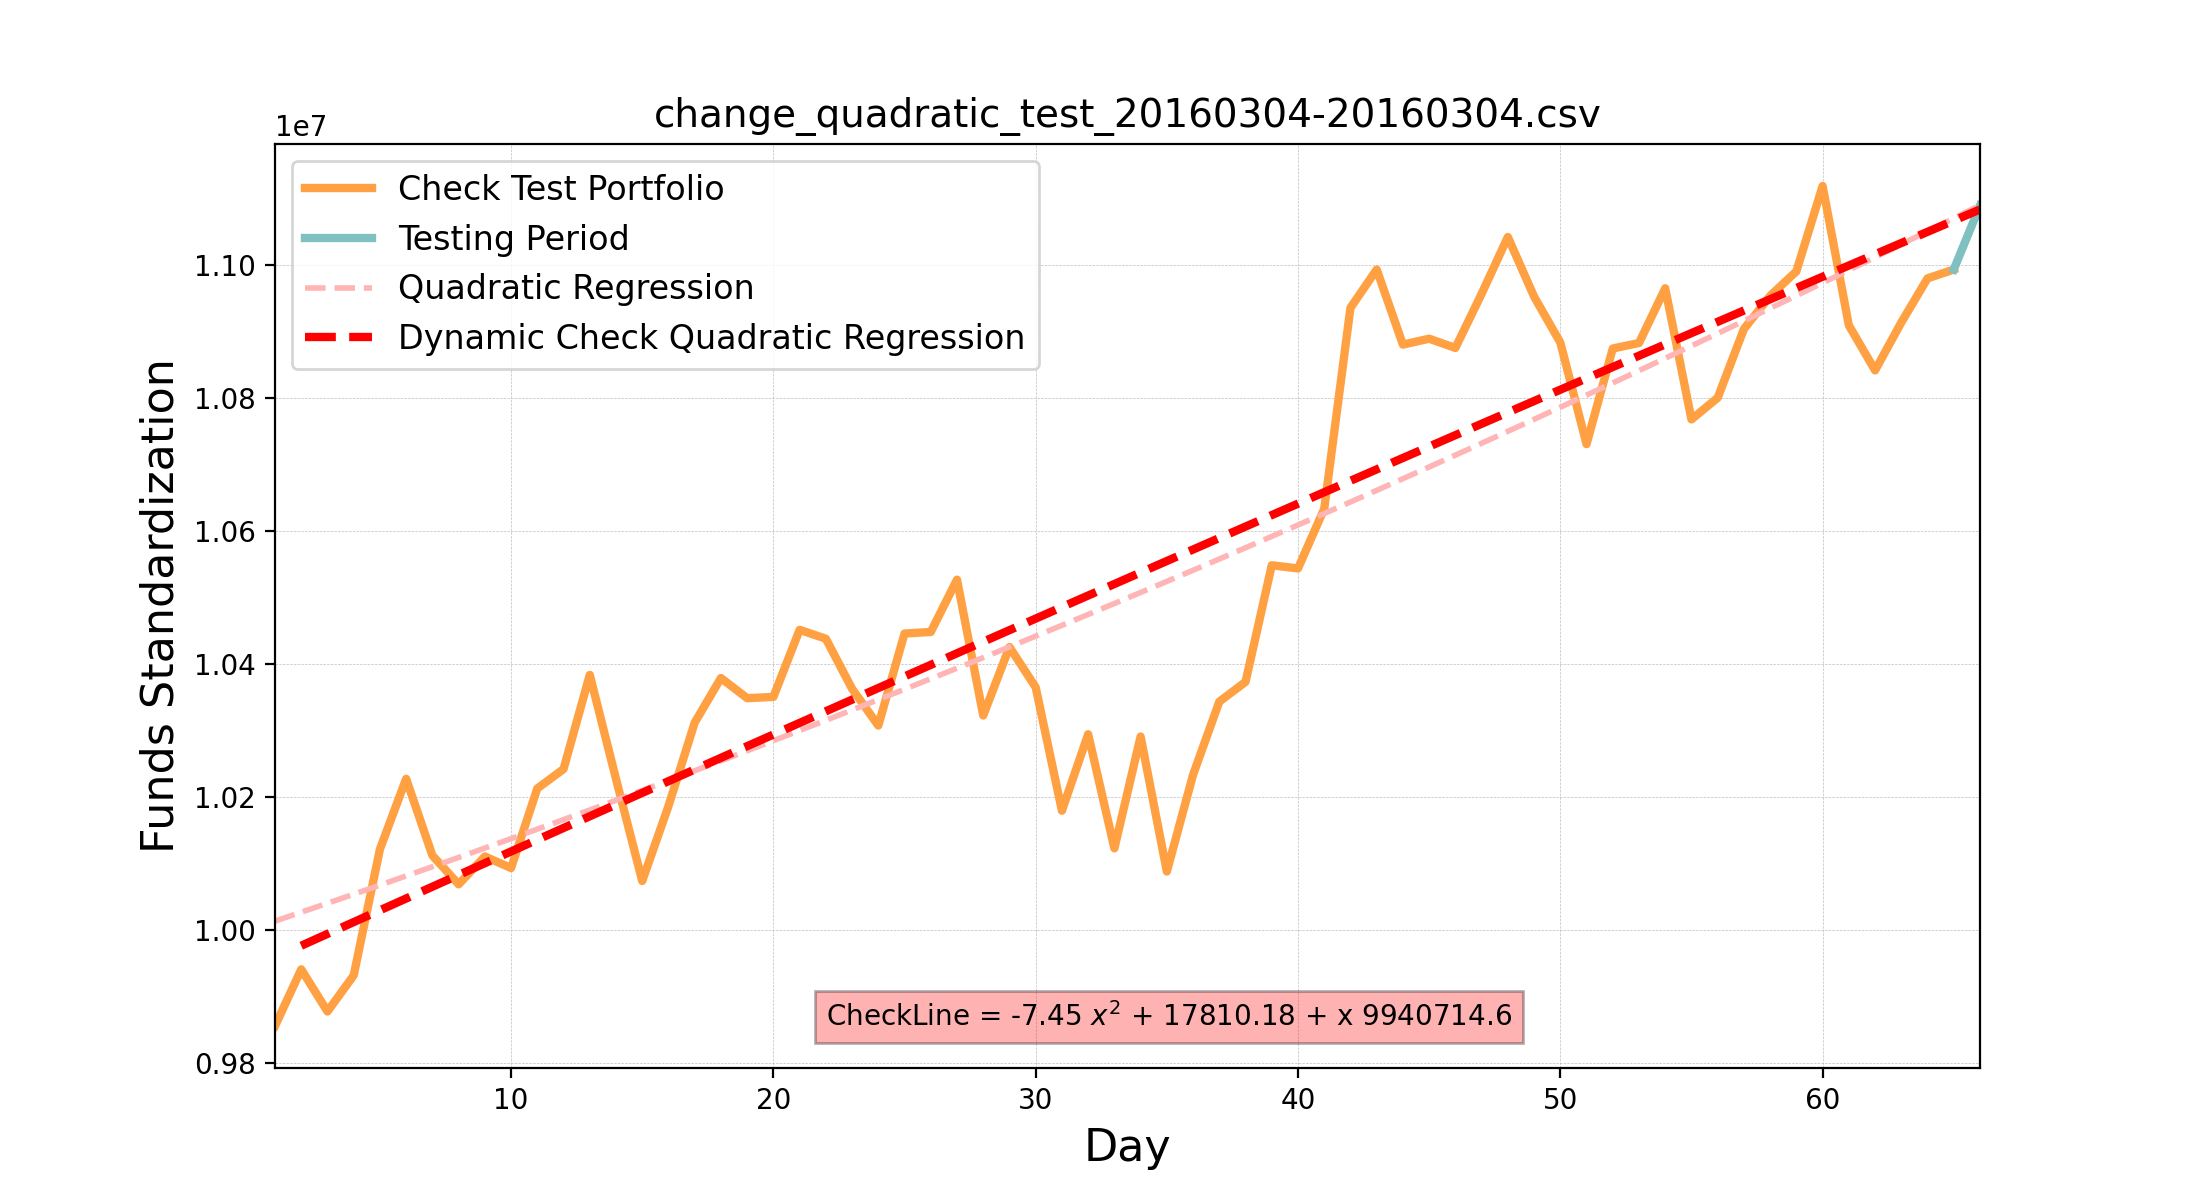 change_quadratic_test_20160304-20160304.csv
1e7
Check Test Portfolio
Testing Period
Quadratic Regression
Dynamic Check Quadratic Regression
1.10
1.08
1.06
1.04
1.02
1.00
0.98
Funds Standardization
CheckLine = -7.45 x² + 17810.18 + x 9940714.6
10 20 30 40 50 60
Day